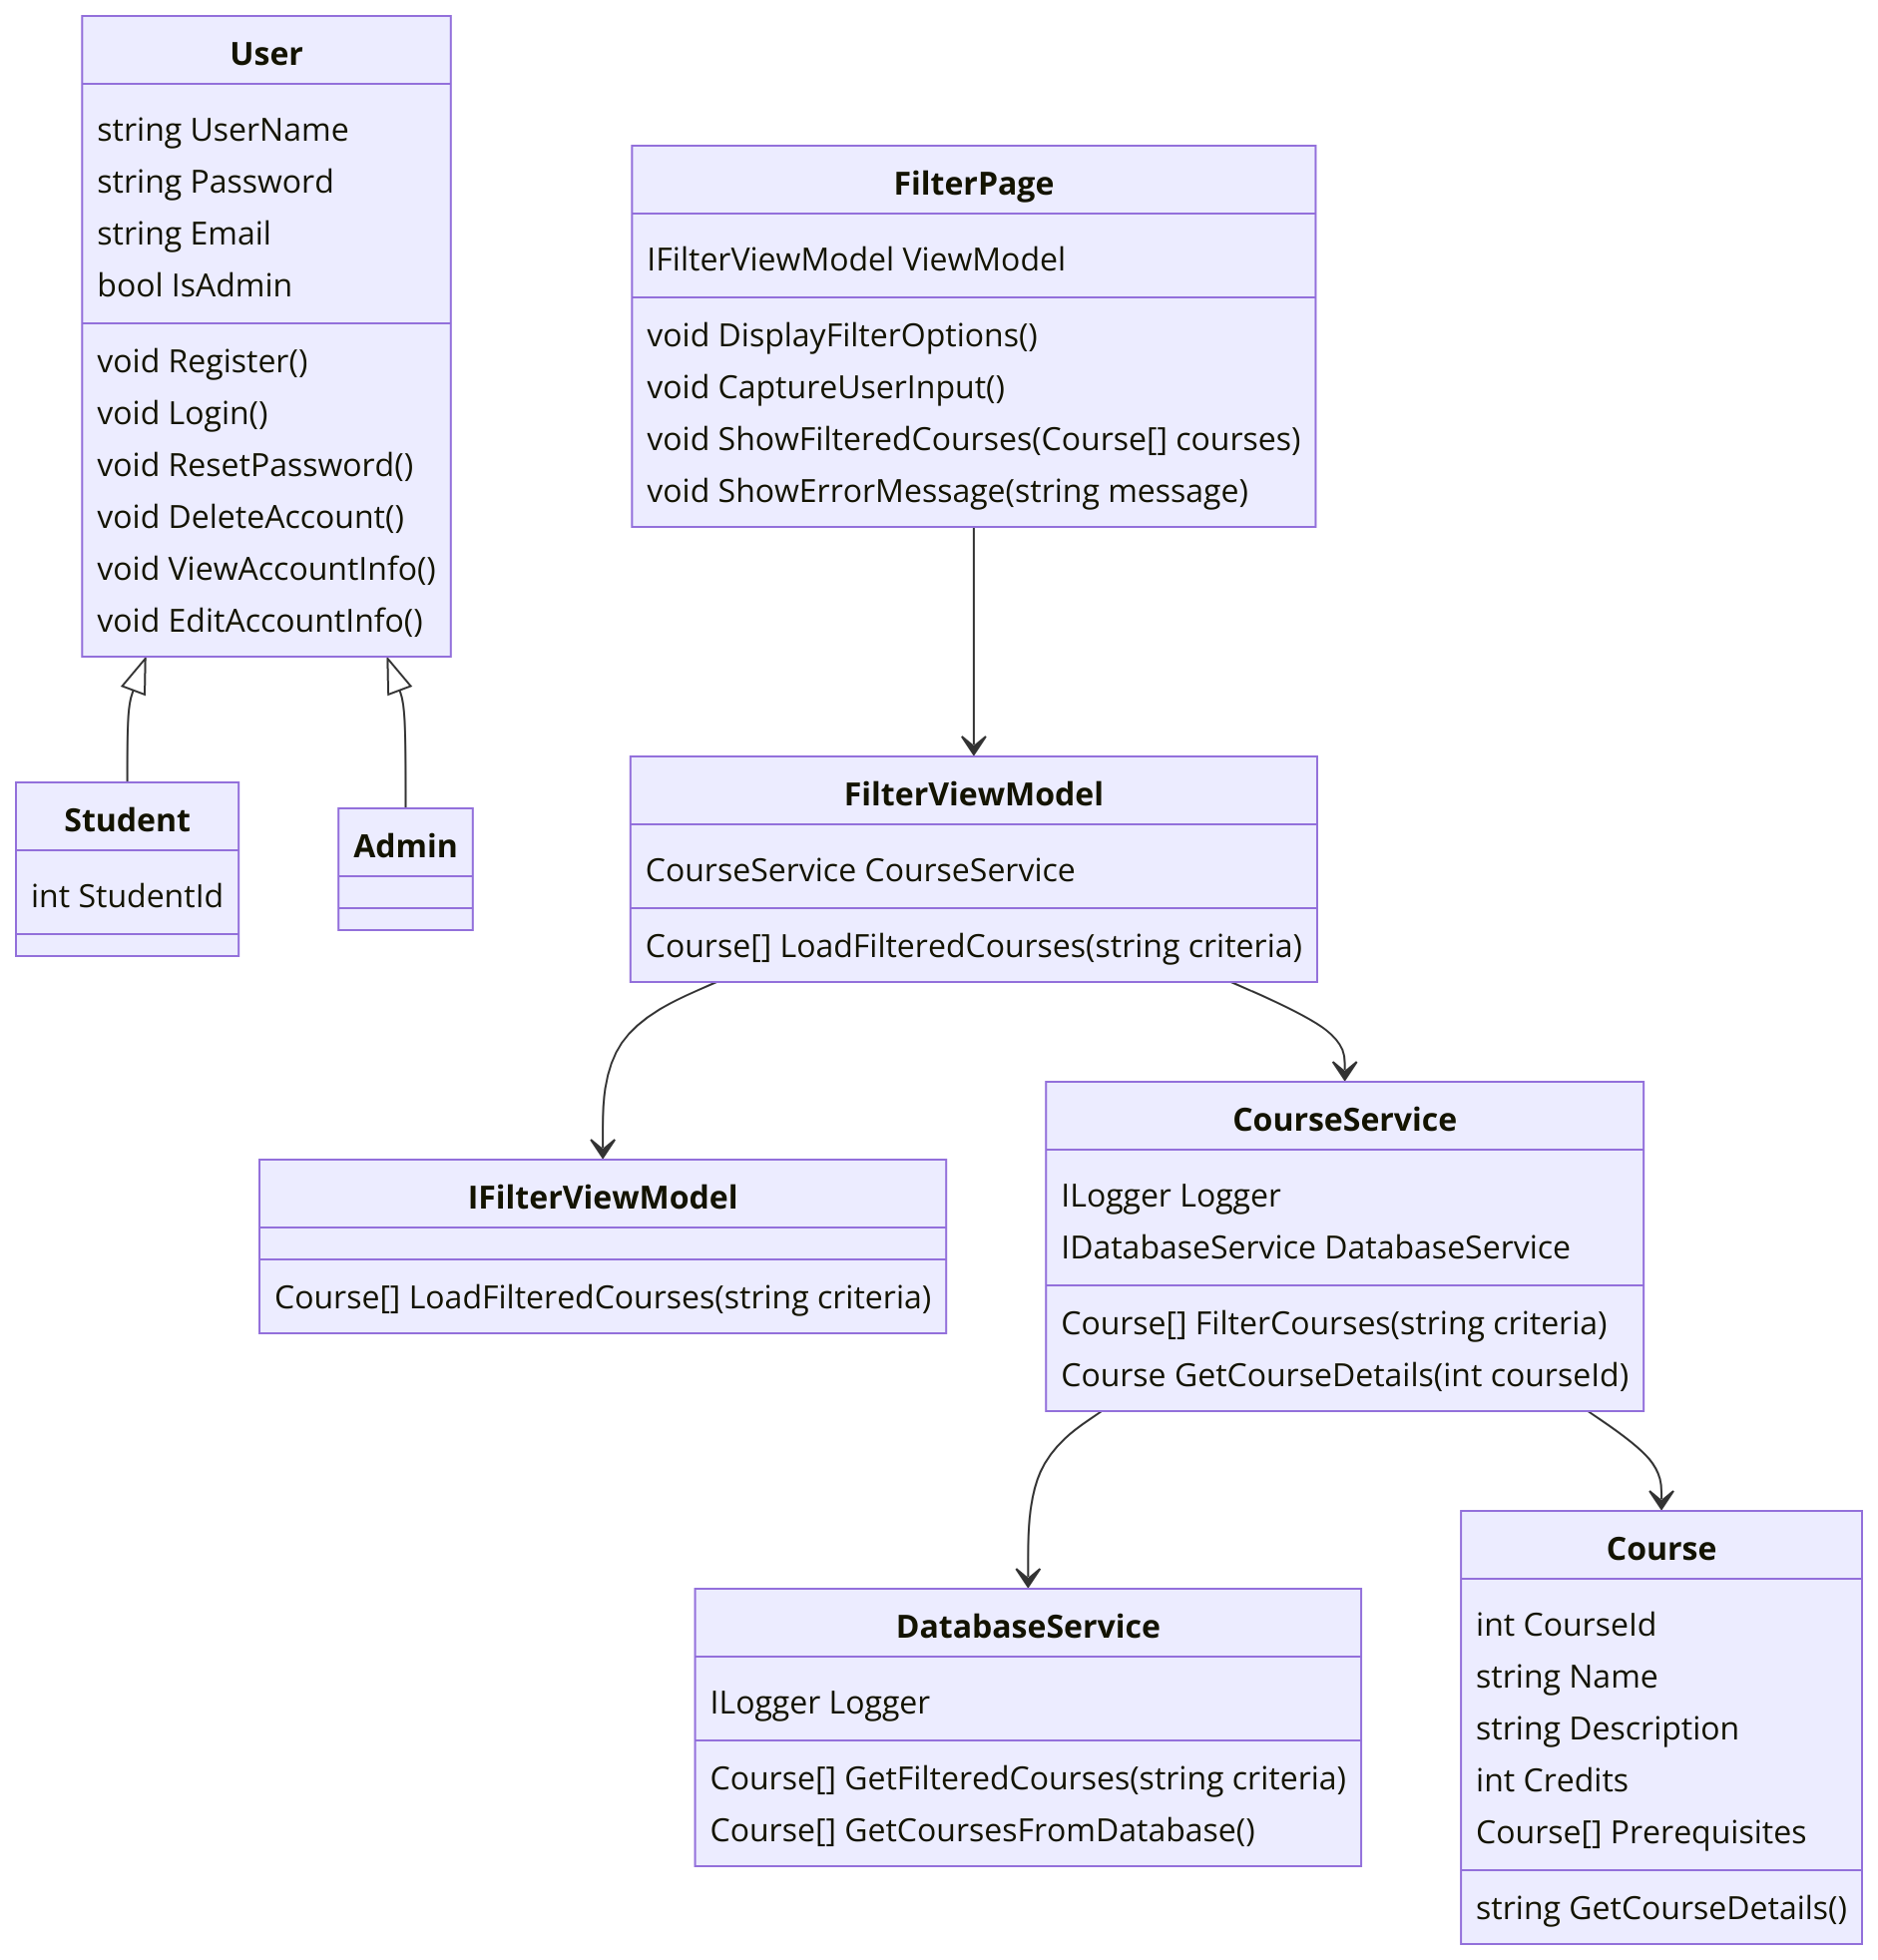 User
string UserName
string Password
string Email
bool IsAdmin
void Register()
void Login()
void ResetPassword()
void DeleteAccount()
void ViewAccountInfo()
void EditAccountInfo()
FilterPage
IFilterViewModel ViewModel
void DisplayFilterOptions()
void CaptureUserInput()
void ShowFilteredCourses(Course[] courses)
void ShowErrorMessage(string message)
Student
int StudentId
Admin
FilterViewModel
CourseService CourseService
Course[] LoadFilteredCourses(string criteria)
IFilterViewModel
Course[] LoadFilteredCourses(string criteria)
CourseService
ILogger Logger
IDatabaseService DatabaseService
Course[] FilterCourses(string criteria)
Course GetCourseDetails(int courseId)
DatabaseService
ILogger Logger
Course[] GetFilteredCourses(string criteria)
Course[] GetCoursesFromDatabase()
Course
int CourseId
string Name
string Description
int Credits
Course[] Prerequisites
string GetCourseDetails()